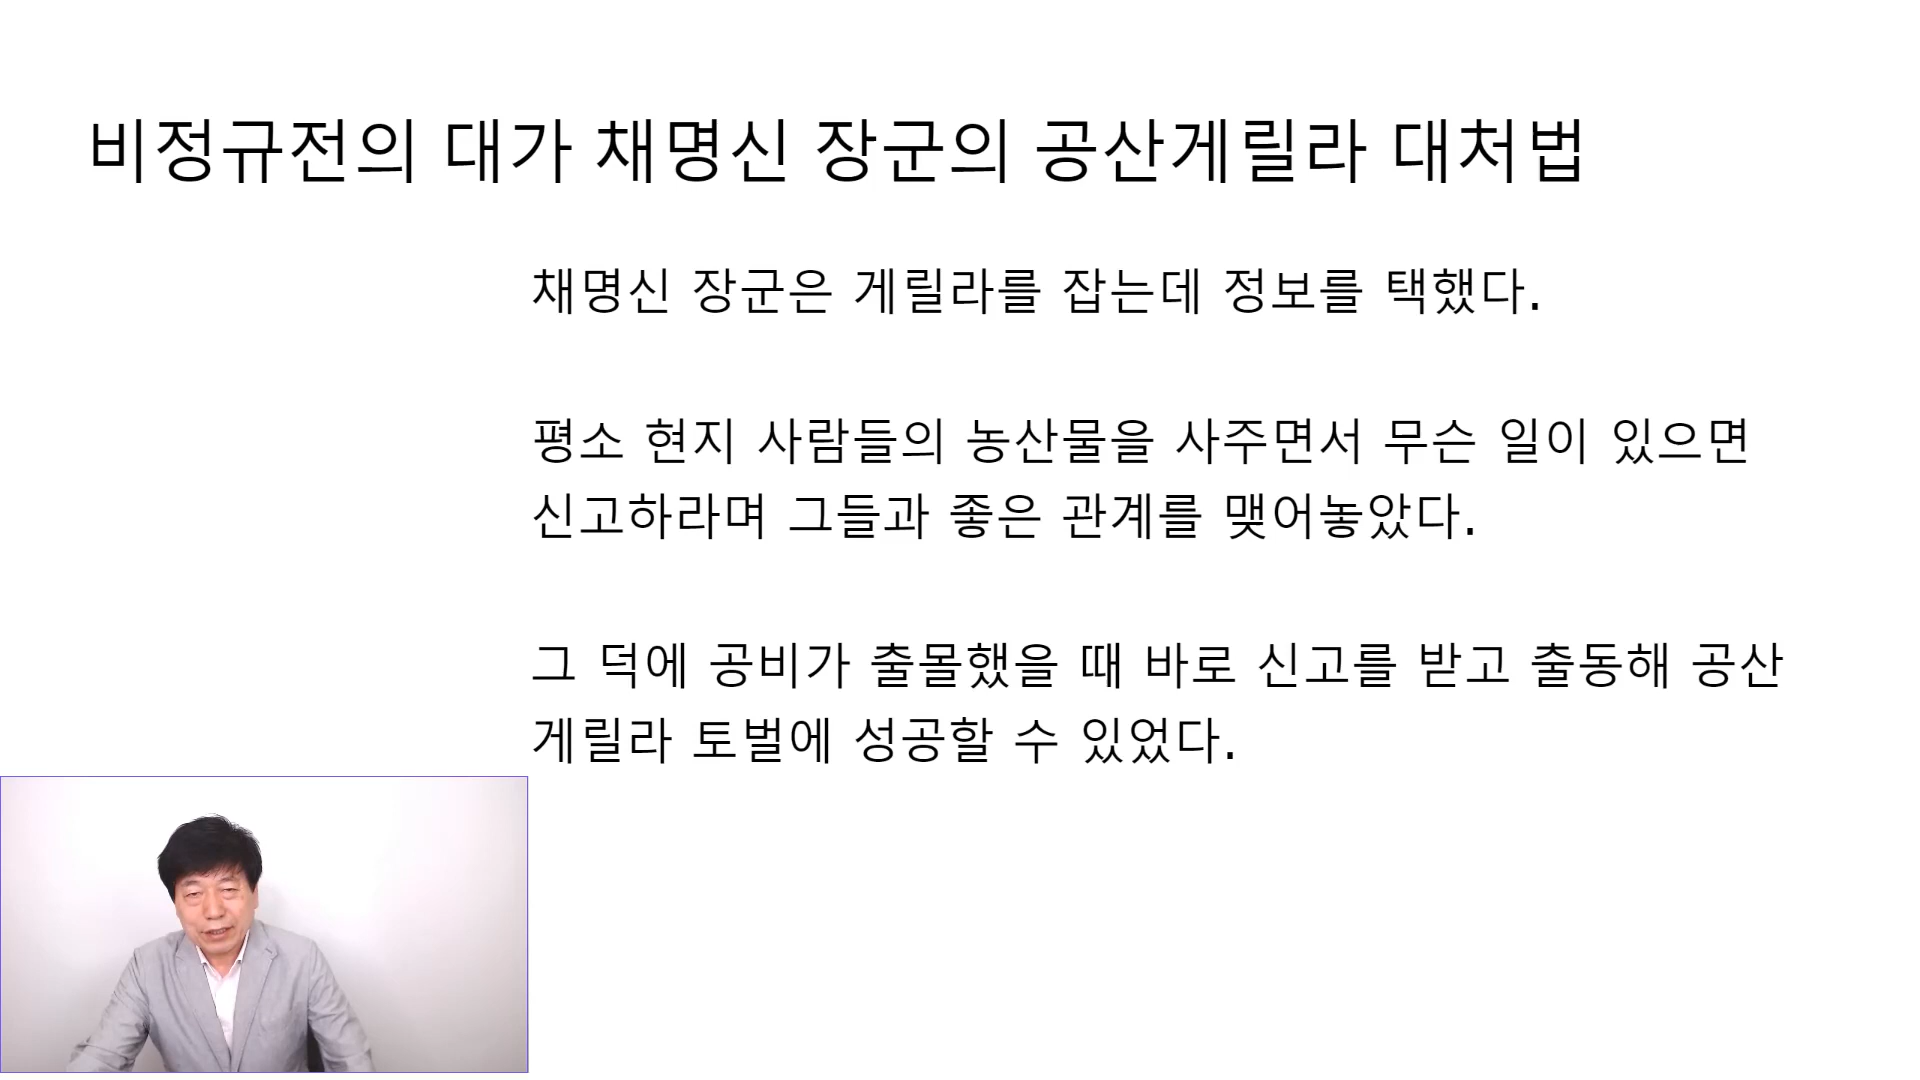 비정규전의 대가 채명신 장군의 공산게릴라 대처법
채명신 장군은 게릴라를 잡는데 정보를 택했다.
평소 현지 사람들의 농산물을 사주면서 무슨 일이 있으면
신고하라며 그들과 좋은 관계를 맺어놓았다.
그 덕에 공비가 출몰했을 때 바로 신고를 받고 출동해 공산
게릴라 토벌에 성공할 수 있었다.